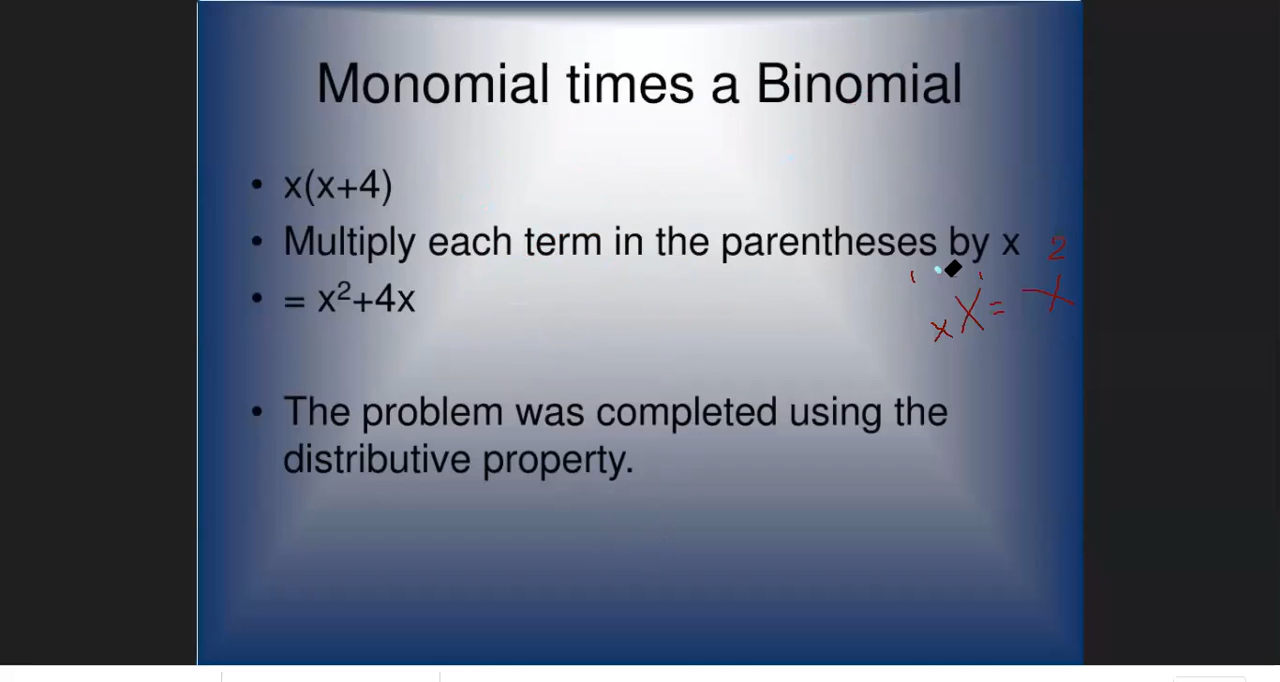 Monomial times a Binomial
• x(x+4)
• Multiply each term in the parentheses by x
• = x²+4x
x X = x 2
• The problem was completed using the
distributive property.